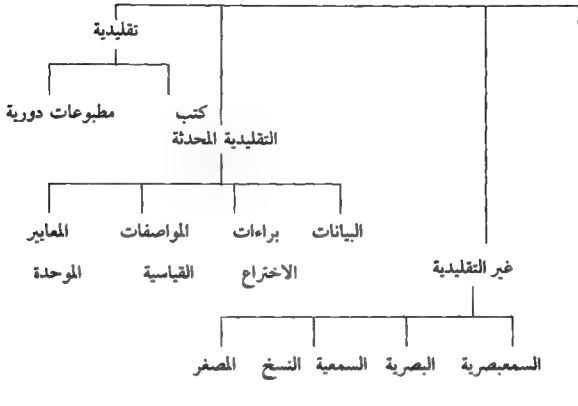 تقليدية
كتب مطبوعات دورية
التقليدية المحدثة
البيانات براءات المواصفات المعايير
الاختراع القياسية الموحدة
غير التقليدية
السمعبصرية البصرية السمعية النسخ المصغر